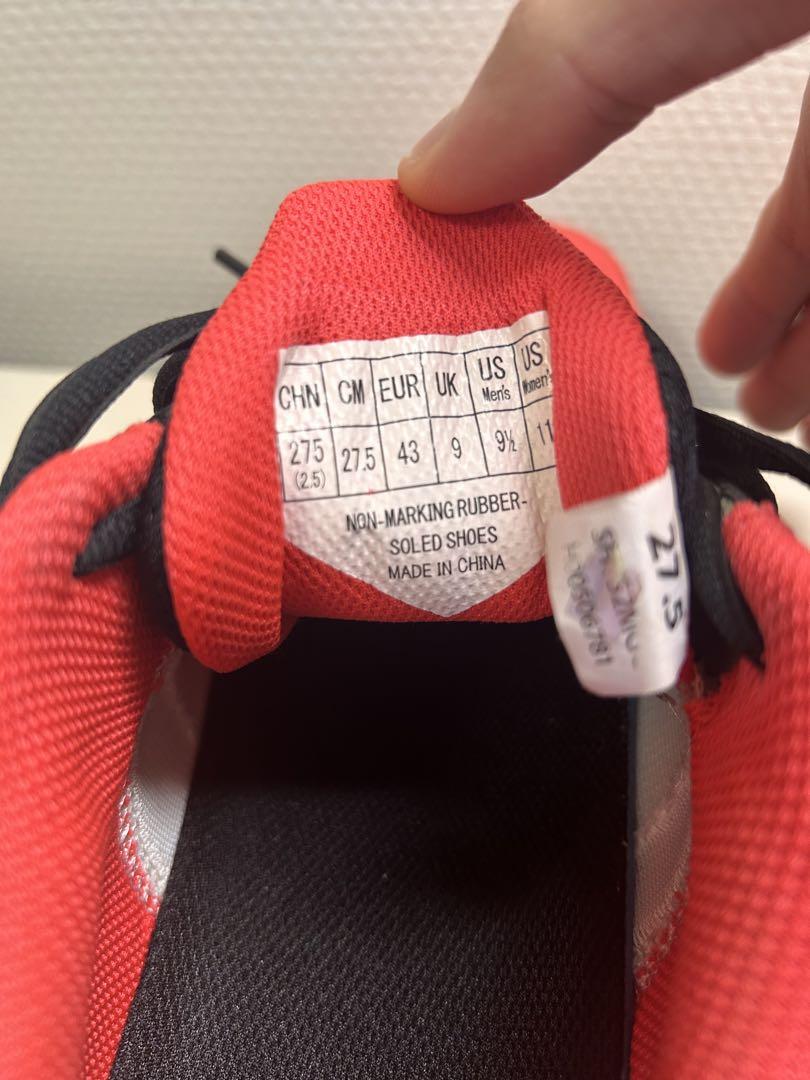 CHN CM EUR UK US Men's US Women's
275 (2.5) 27.5 43 9 9½ 11
NON-MARKING RUBBER-
SOLED SHOES
MADE IN CHINA
27.5